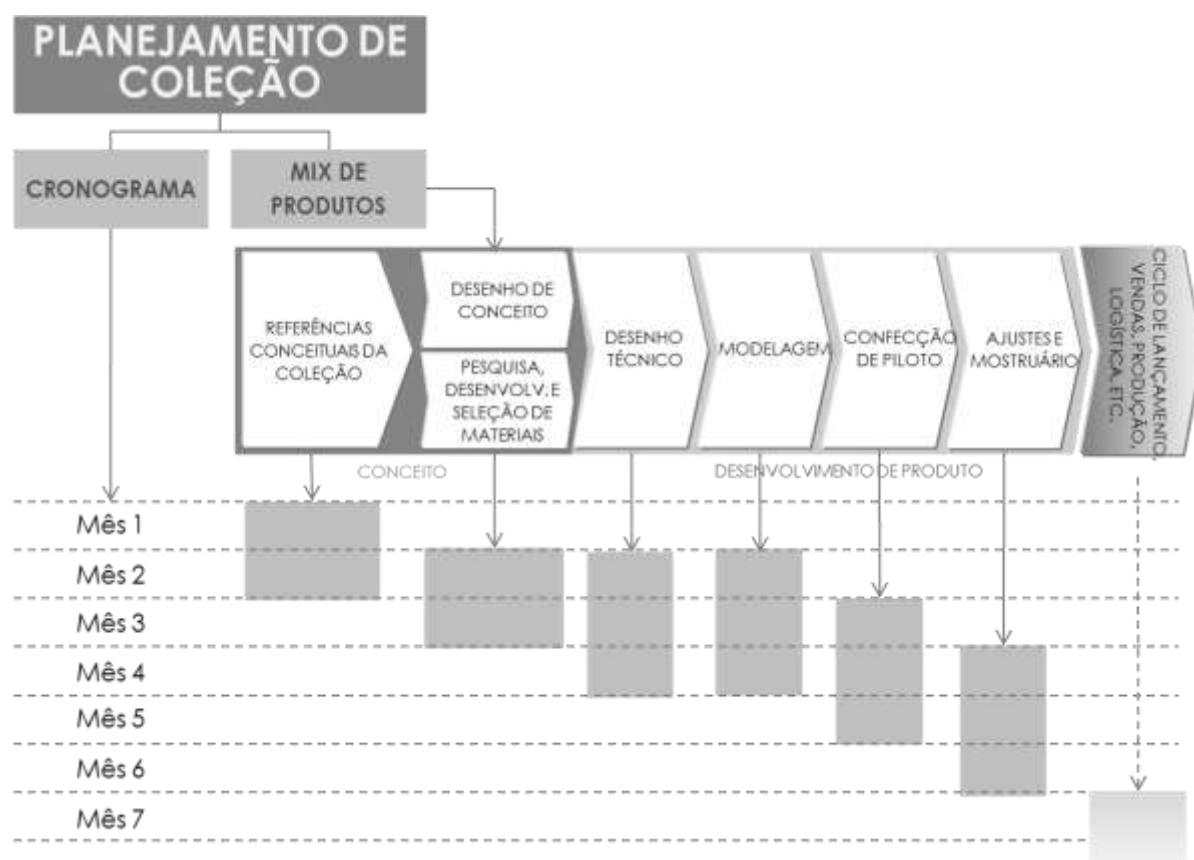 PLANEJAMENTO DE
COLEÇÃO
CRONOGRAMA
MIX DE
PRODUTOS
REFERÊNCIAS
CONCEITUAIS DA
COLEÇÃO
DESENHO DE
CONCEITO
PESQUISA,
DESENVOLV. E
SELEÇÃO DE
MATERIAIS
DESENHO
TÉCNICO
MODELAGEM
CONFECÇÃO
DE PILOTO
AJUSTES E
MOSTRUÁRIO
CICLO DE LANÇAMENTO,
VENDAS, PRODUÇÃO,
LOGÍSTICA, ETC.
CONCEITO
DESENVOLVIMENTO DE PRODUTO
Mês 1
Mês 2
Mês 3
Mês 4
Mês 5
Mês 6
Mês 7